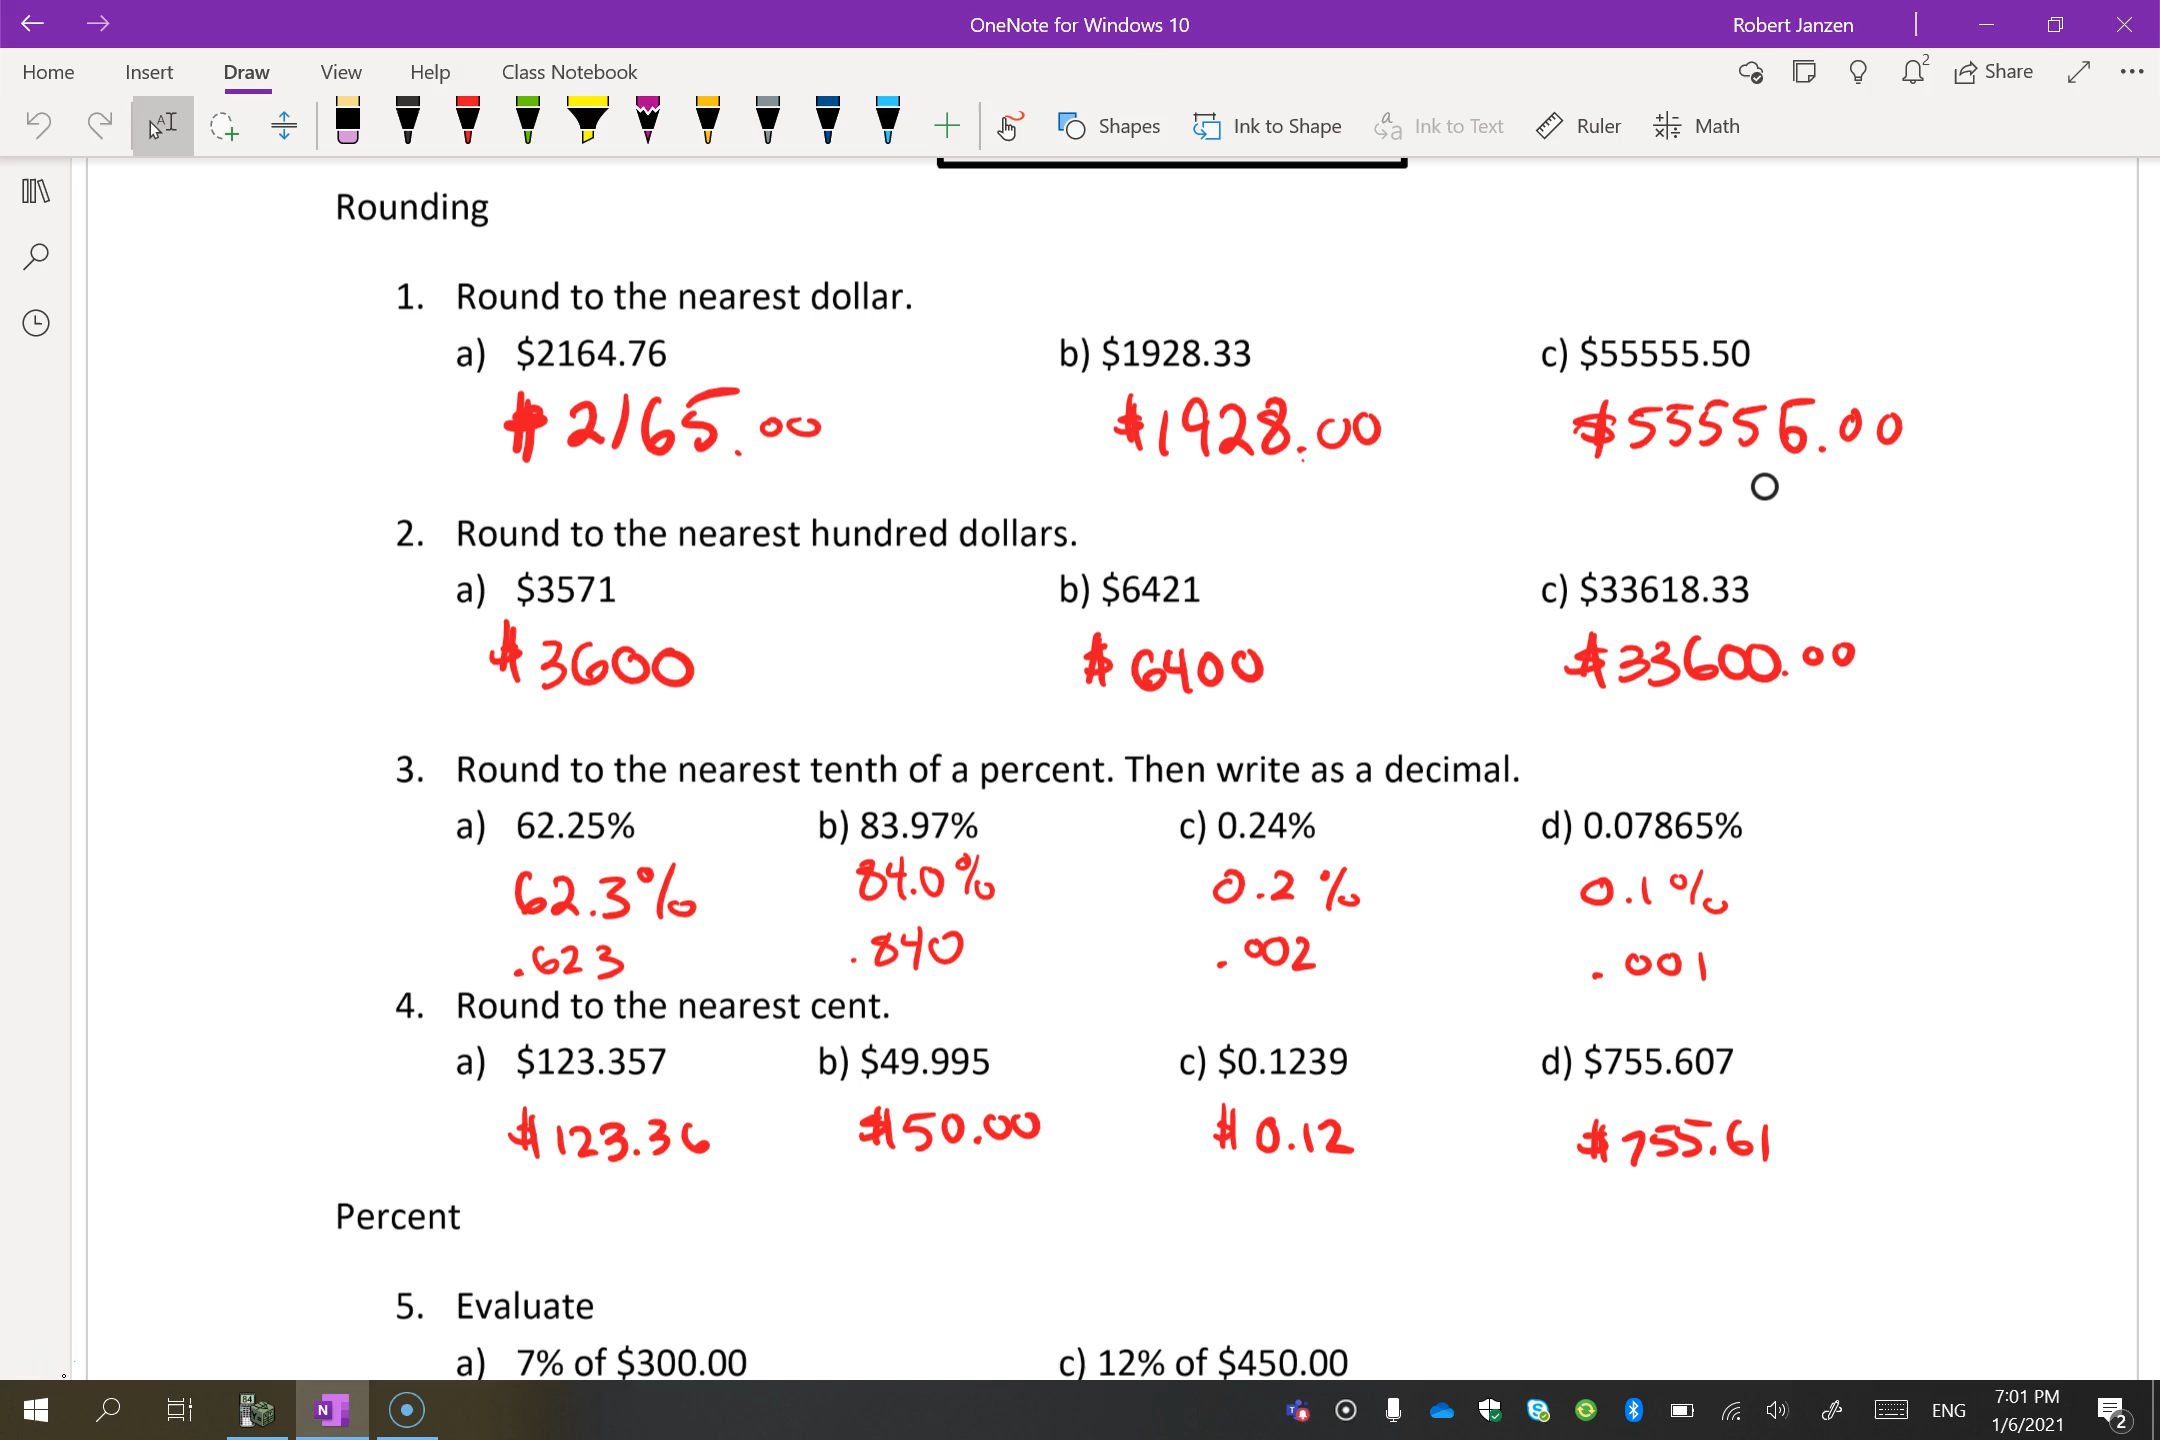 OneNote for Windows 10
Robert Janzen
Home Insert Draw View Help Class Notebook
2 Share
Shapes Ink to Shape Ink to Text Ruler Math
Rounding
1. Round to the nearest dollar.
a) $2164.76 b) $1928.33 c) $55555.50
$2165.00 $1928.00 $55556.00
2. Round to the nearest hundred dollars.
a) $3571 b) $6421 c) $33618.33
$3600 $6400 $33600.00
3. Round to the nearest tenth of a percent. Then write as a decimal.
a) 62.25% b) 83.97% c) 0.24% d) 0.07865%
62.3% 84.0% 0.2% 0.1%
.623 .840 .002 .001
4. Round to the nearest cent.
a) $123.357 b) $49.995 c) $0.1239 d) $755.607
$123.36 $50.00 $0.12 $755.61
Percent
5. Evaluate
a) 7% of $300.00 c) 12% of $450.00
ENG
7:01 PM
1/6/2021
2